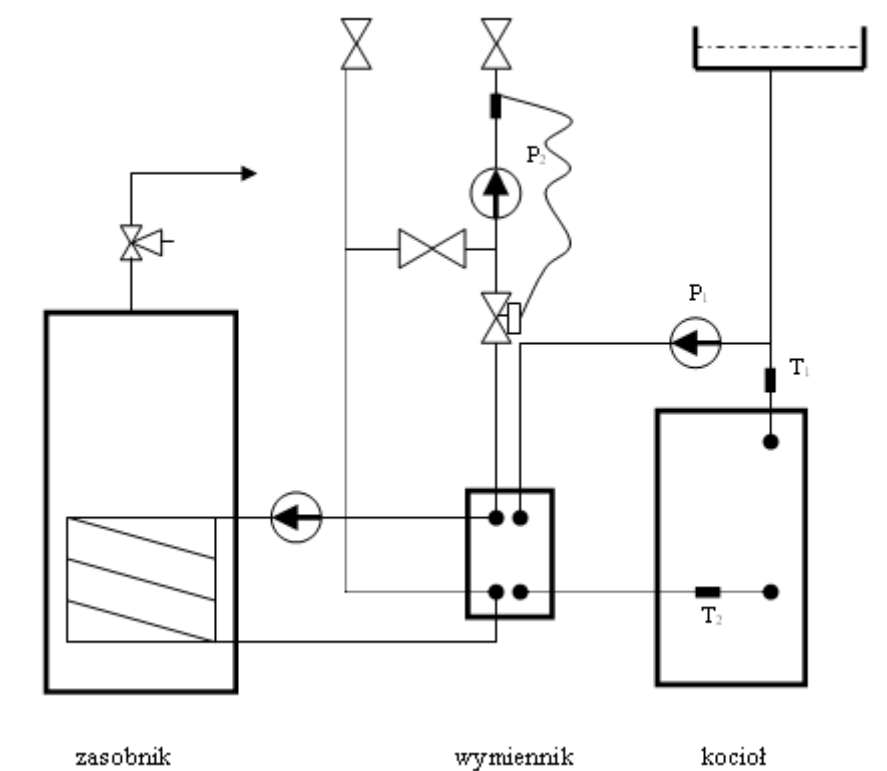 P₂
P₁
T₁
T₂
zasobnik wymiennik kocioł